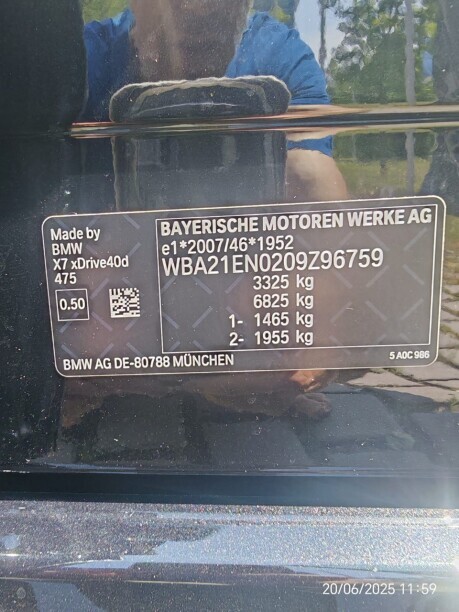 Made by
BMW
X7 xDrive40d
475
0.50
BAYERISCHE MOTOREN WERKE AG
e1*2007/46*1952
WBA21EN0209Z96759
3325 kg
6825 kg
1- 1465 kg
2- 1955 kg
BMW AG DE-80788 MÜNCHEN
5 A0C 986
20/06/2025 11:59